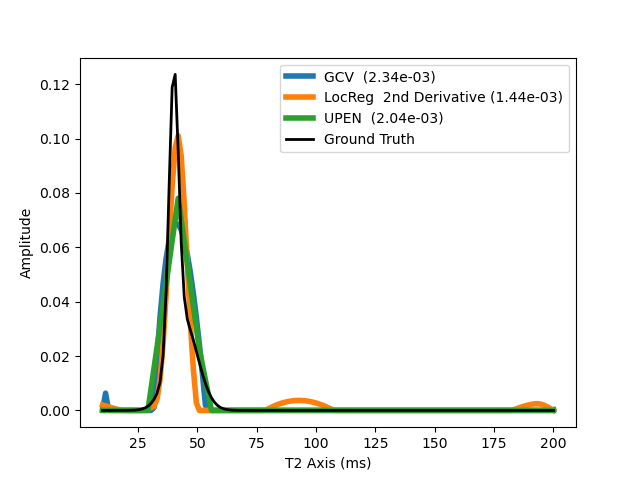 GCV  (2.34e-03)
LocReg  2nd Derivative (1.44e-03)
UPEN  (2.04e-03)
Ground Truth
0.12
0.10
0.08
0.06
0.04
0.02
0.00
Amplitude
25 50 75 100 125 150 175 200
T2 Axis (ms)